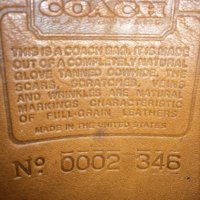 COACH
THIS IS A COACH BAG. IT IS MADE
OUT OF A COMPLETELY NATURAL
GLOVE TANNED COWHIDE. THE
SCARS, SCRATCHES, VEINS
AND WRINKLES ARE NATURAL
MARKINGS CHARACTERISTIC
OF FULL-GRAIN LEATHERS.
MADE IN THE UNITED STATES
Nº 0002 346